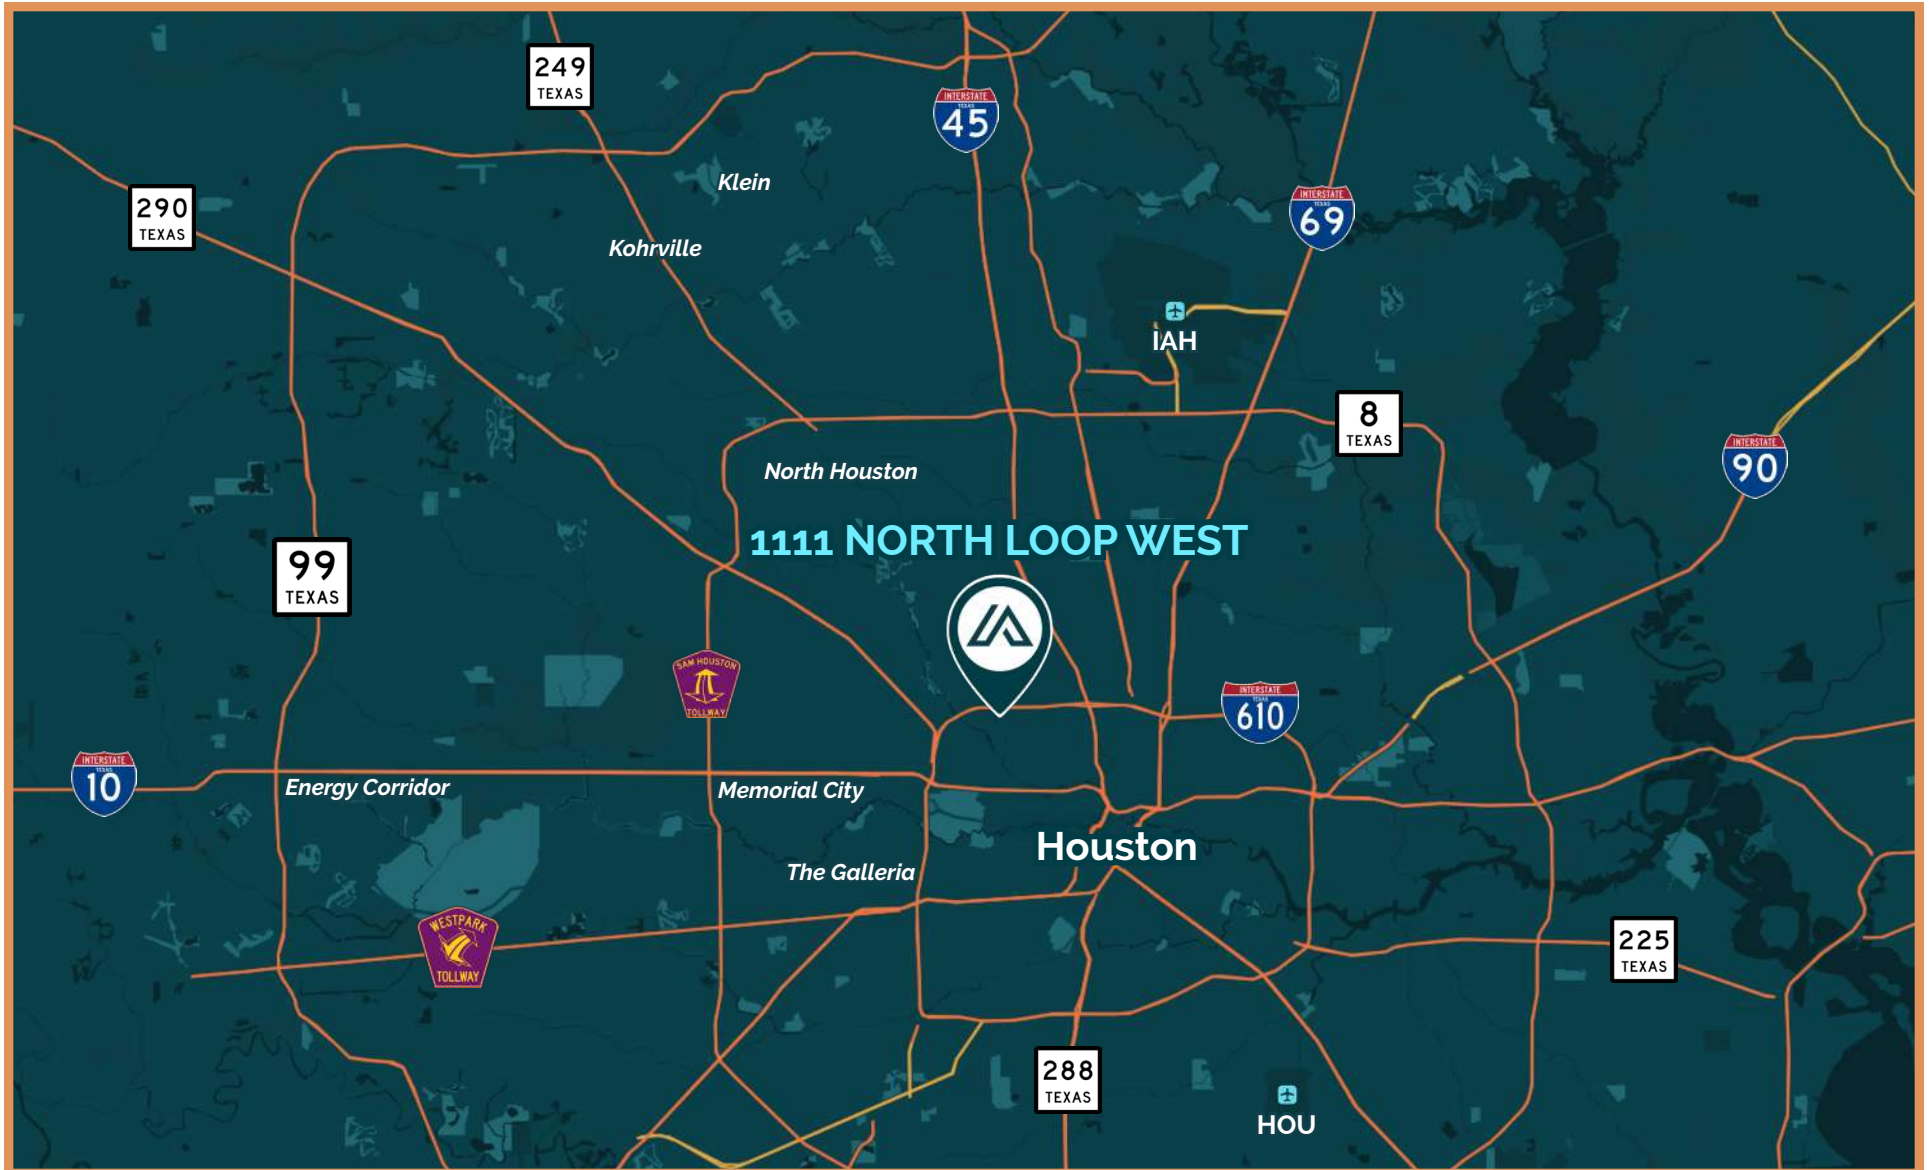 249
TEXAS
INTERSTATE
TEXAS
45
Klein
290
TEXAS
INTERSTATE
TEXAS
69
Kohrville
IAH
8
TEXAS
INTERSTATE
TEXAS
90
North Houston
1111 NORTH LOOP WEST
99
TEXAS
SAM HOUSTON
TOLLWAY
INTERSTATE
TEXAS
610
INTERSTATE
TEXAS
10
Energy Corridor
Memorial City
Houston
The Galleria
WESTPARK
TOLLWAY
225
TEXAS
288
TEXAS
HOU